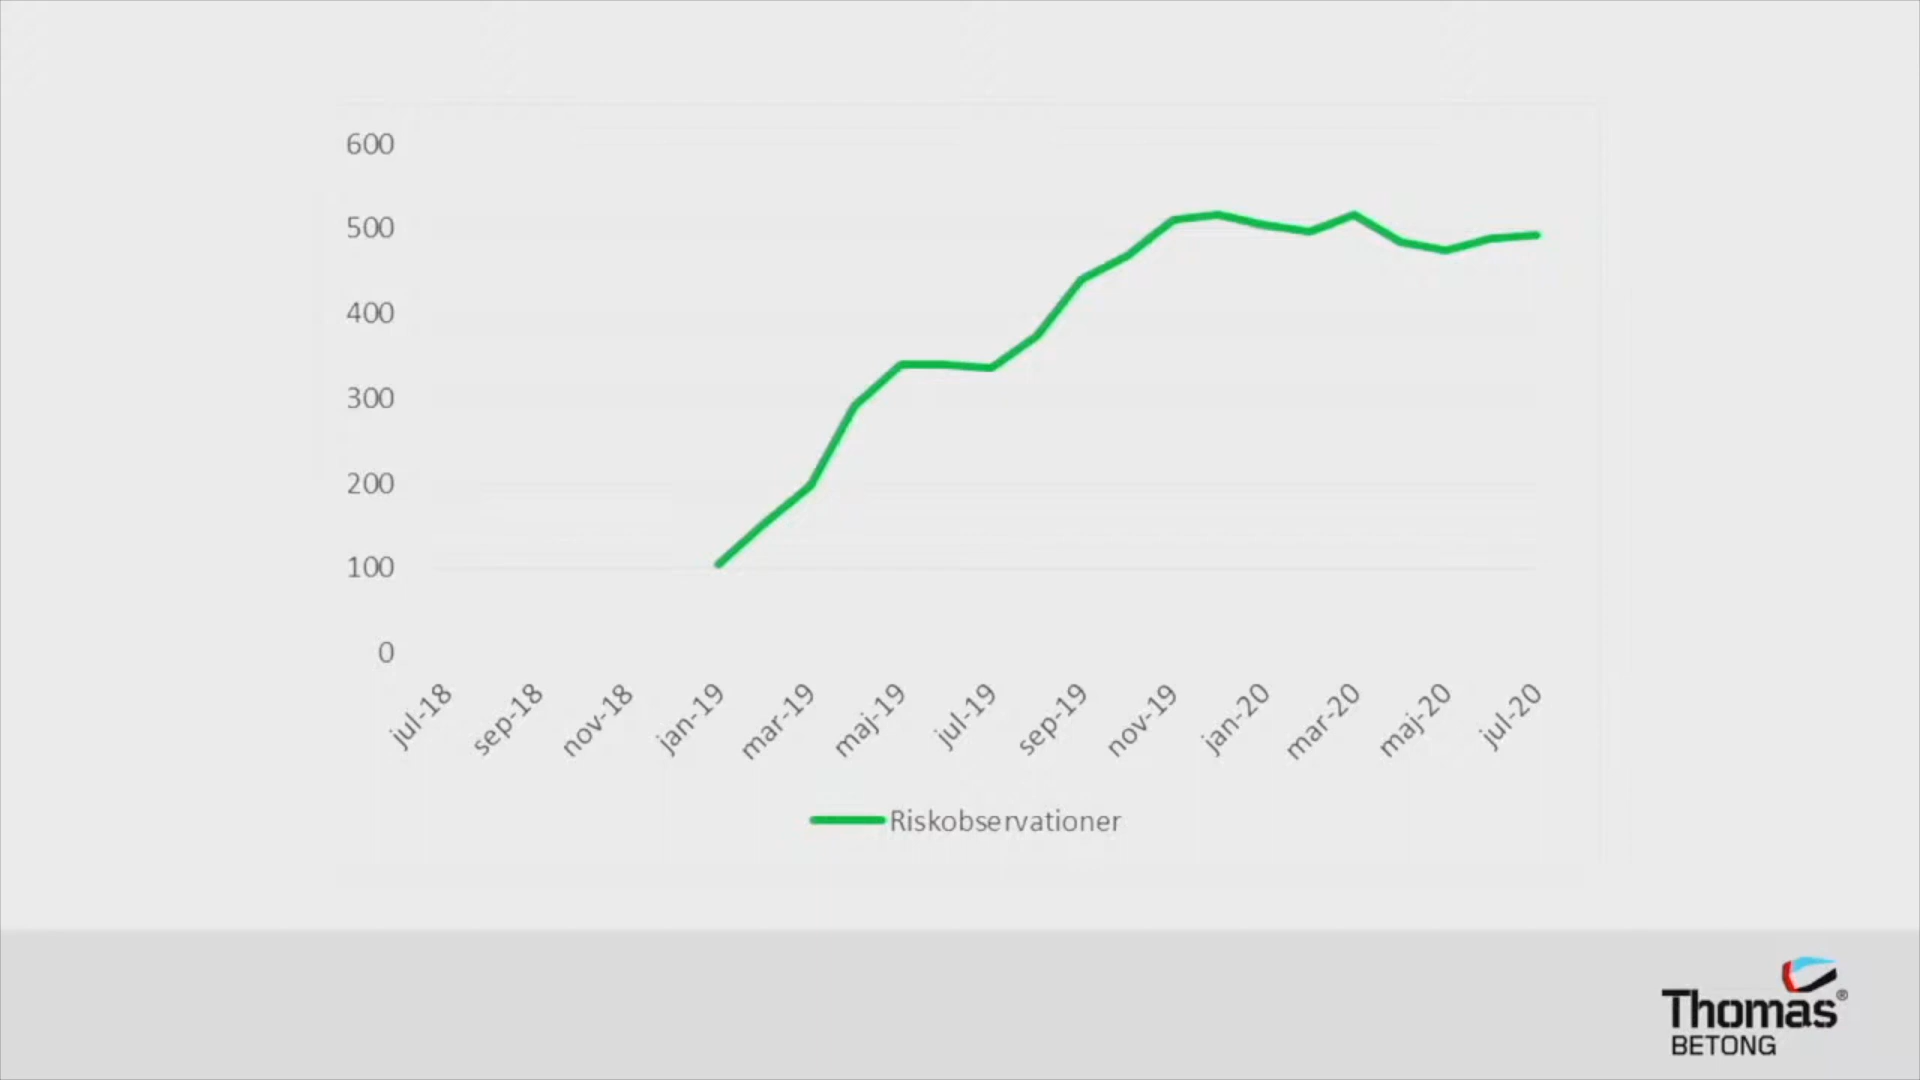 600
500
400
300
200
100
0
jul-18
sep-18
nov-18
jan-19
mar-19
maj-19
jul-19
sep-19
nov-19
jan-20
mar-20
maj-20
jul-20
Riskobservationer
Thomas®
BETONG